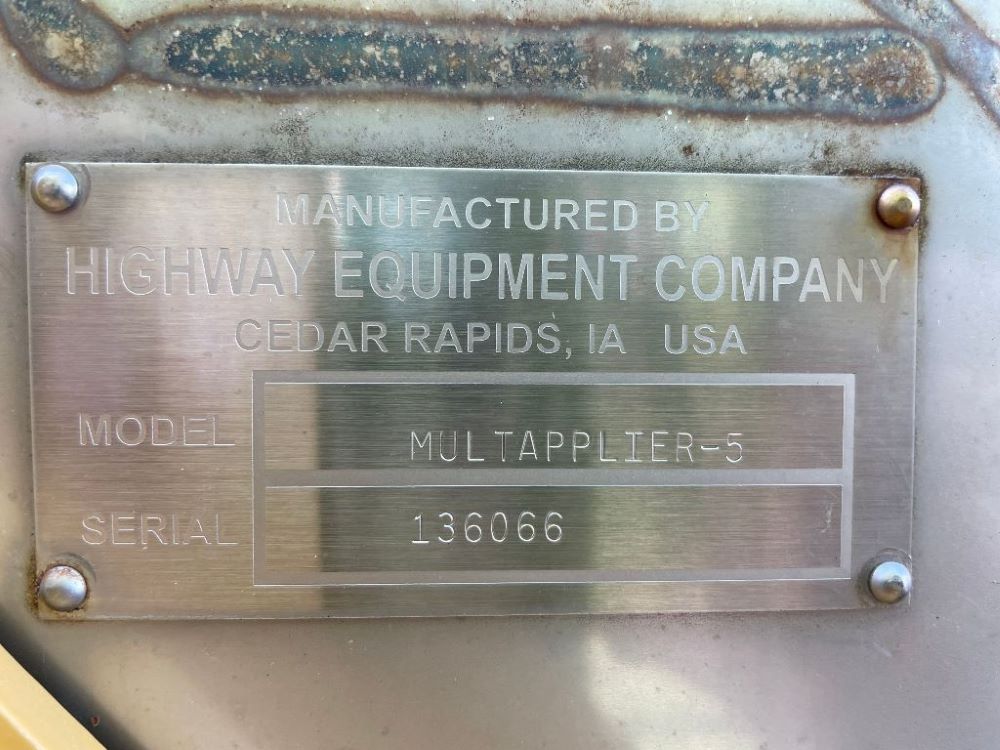 MANUFACTURED BY
HIGHWAY EQUIPMENT COMPANY
CEDAR RAPIDS, IA USA
MODEL MULTAPPLIER-5
SERIAL 136066